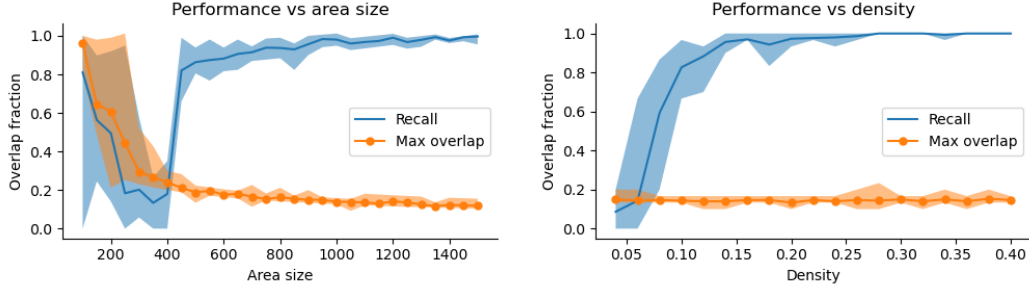 Performance vs area size
Overlap fraction
1.0
0.8
0.6
0.4
0.2
0.0
Recall
Max overlap
200 400 600 800 1000 1200 1400
Area size
Performance vs density
Overlap fraction
1.0
0.8
0.6
0.4
0.2
0.0
Recall
Max overlap
0.05 0.10 0.15 0.20 0.25 0.30 0.35 0.40
Density